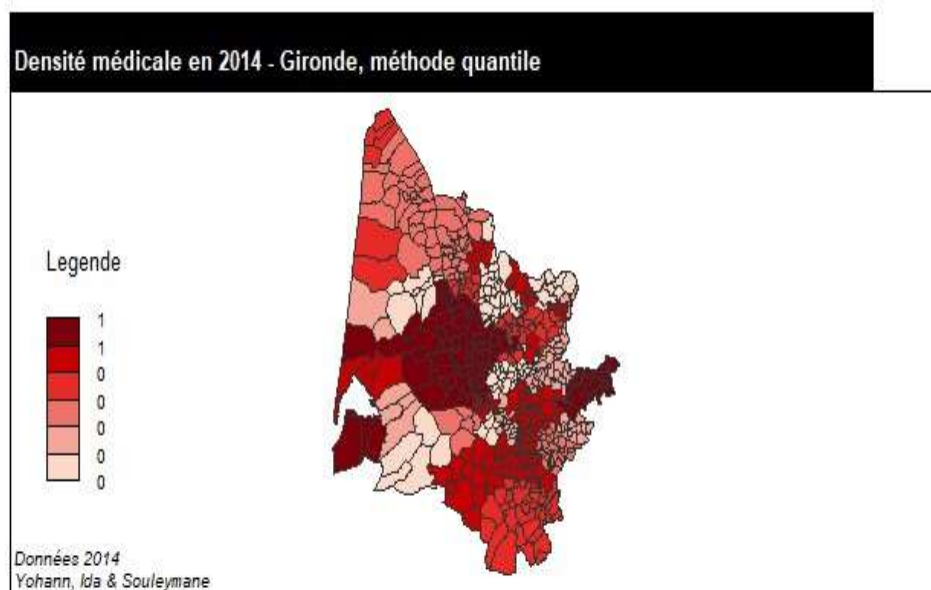 Densité médicale en 2014 - Gironde, méthode quantile
Legende
1
1
0
0
0
0
0
Données 2014
Yohann, Ida & Souleymane